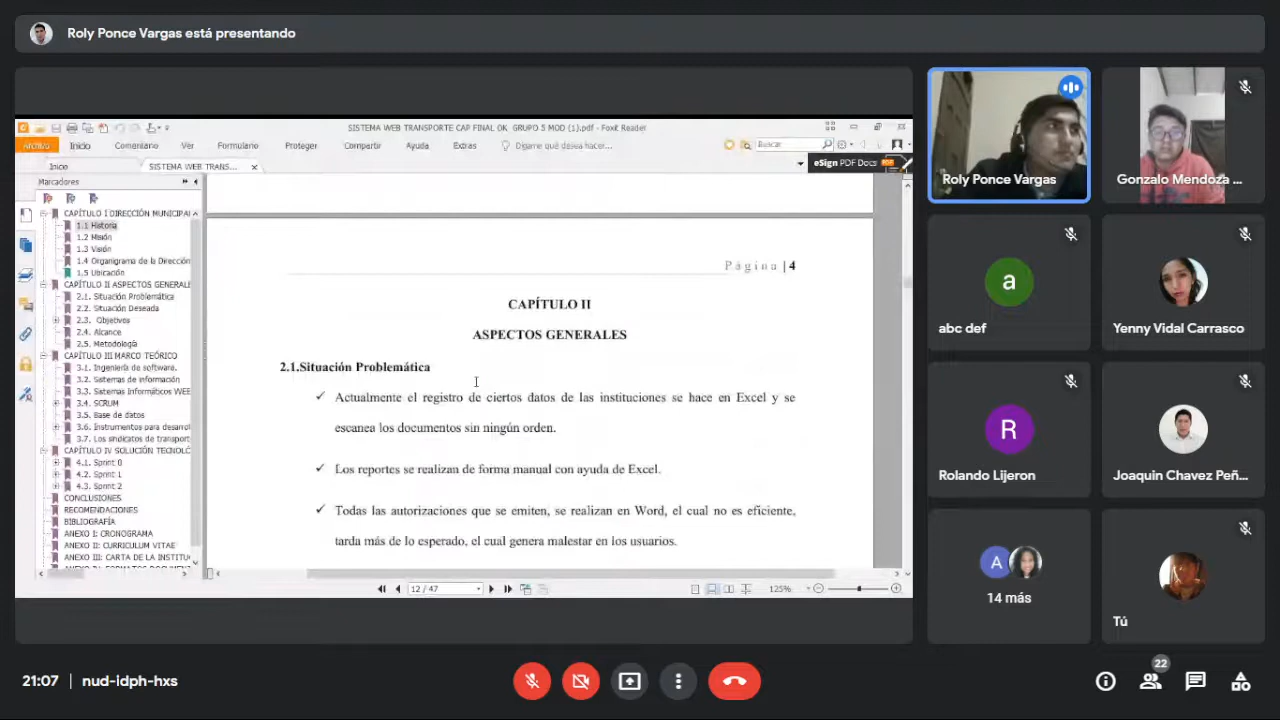 Roly Ponce Vargas está presentando
SISTEMA WEB TRANSPORTE CAP FINAL OK GRUPO 5 MOD (1).pdf - Foxit Reader
Archivo Inicio Comentario Ver Formulario Proteger Compartir Ayuda Extras Dígame qué desea hacer... Buscar
Inicio SISTEMA WEB TRANS... eSign PDF Docs
Marcadores
CAPÍTULO I DIRECCIÓN MUNICIPAL
1.1 Historia
1.2 Misión
1.3 Visión
1.4 Organigrama de la Dirección
1.5 Ubicación
CAPÍTULO II ASPECTOS GENERALES
2.1. Situación Problemática
2.2. Situación Deseada
2.3. Objetivos
2.4. Alcance
2.5. Metodología
CAPÍTULO III MARCO TEÓRICO
3.1. Ingeniería de software.
3.2. Sistemas de información
3.3. Sistemas Informáticos WEB
3.4. SCRUM
3.5. Base de datos
3.6. Instrumentos para desarrol
3.7. Los sindicatos de transport
CAPÍTULO IV SOLUCIÓN TECNOLÓ
4.1. Sprint 0
4.2. Sprint 1
4.3. Sprint 2
CONCLUSIONES
RECOMENDACIONES
BIBLIOGRAFÍA
ANEXO I: CRONOGRAMA
ANEXO II: CURRICULUM VITAE
ANEXO III: CARTA DE LA INSTITU
Página | 4
CAPÍTULO II
ASPECTOS GENERALES
2.1.Situación Problemática
✓ Actualmente el registro de ciertos datos de las instituciones se hace en Excel y se
escanea los documentos sin ningún orden.
✓ Los reportes se realizan de forma manual con ayuda de Excel.
✓ Todas las autorizaciones que se emiten, se realizan en Word, el cual no es eficiente,
tarda más de lo esperado, el cual genera malestar en los usuarios.
12 / 47
125%
Roly Ponce Vargas
Gonzalo Mendoza ...
a
abc def
Yenny Vidal Carrasco
R
Rolando Lijeron
Joaquin Chavez Peñ...
A
14 más
Tú
21:07 | nud-idph-hxs
22